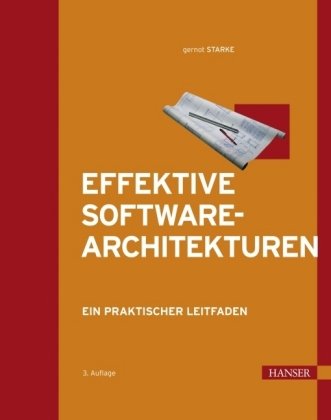 gernot STARKE
EFFEKTIVE
SOFTWARE-
ARCHITEKTUREN
EIN PRAKTISCHER LEITFADEN
3. Auflage
HANSER